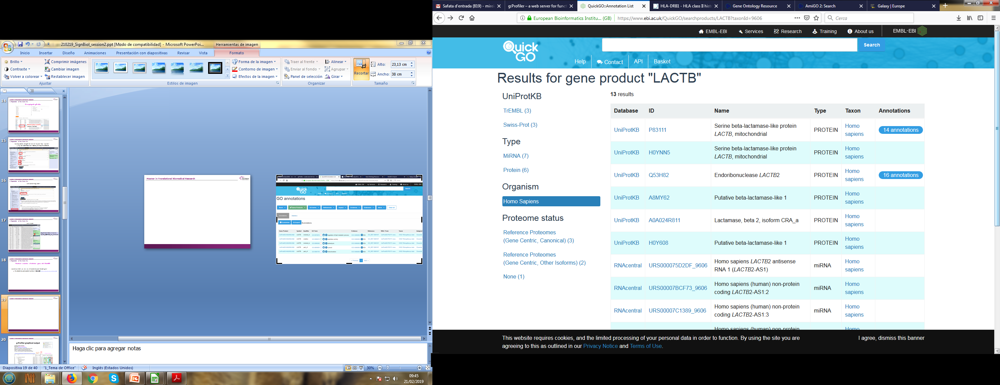 210219_SignBiol_session2.ppt [Modo de compatibilidad] - Microsoft PowerPoi...
Herramientas de imagen
Inicio
Insertar
Diseño
Animaciones
Presentación con diapositivas
Revisar
Vista
Formato
Brillo
Contraste
Volver a colorear
Comprimir imágenes
Cambiar imagen
Restablecer imagen
Ajustar
Estilos de imagen
Forma de la imagen
Contorno de imagen
Efectos de la imagen
Traer al frente
Enviar al fondo
Panel de selección
Alinear
Agrupar
Girar
Organizar
Recortar
Alto: 23,13 cm
Ancho: 38 cm
Tamaño
14
15
16
17
18
19
20
g:Profiler graphical output
Master in Translational Biomedical Research
Quick GO
GO annotations
Haga clic para agregar notas
Diapositiva 19 de 40
"1_Tema de Office"
Inglés (Estados Unidos)
30%
09:45
21/02/2019
Safata d'entrada (819) - mirei
g:Profiler – a web server for funct
QuickGO::Annotation List
HLA-DRB1 - HLA class II hist
Gene Ontology Resource
AmiGO 2: Search
Galaxy | Europe
European Bioinformatics Institu... (GB)
https://www.ebi.ac.uk/QuickGO/searchproducts/LACTB?taxonId=9606
Cerca
EMBL-EBI
Services
Research
Training
About us
EMBL-EBI
Quick GO
Search
Help
Contact
API
Basket
Results for gene product "LACTB"
UniProtKB
TrEMBL (3)
Swiss-Prot (3)
Type
MiRNA (7)
Protein (6)
Organism
Homo Sapiens
Proteome status
Reference Proteomes
(Gene Centric, Canonical) (3)
Reference Proteomes
(Gene Centric, Other Isoforms) (2)
None (1)
13 results
Database ID Name Type Taxon Annotations
UniProtKB P83111 Serine beta-lactamase-like protein LACTB, mitochondrial PROTEIN Homo sapiens 14 annotations
UniProtKB H0YNN5 Serine beta-lactamase-like protein LACTB, mitochondrial PROTEIN Homo sapiens
UniProtKB Q53H82 Endoribonuclease LACTB2 PROTEIN Homo sapiens 16 annotations
UniProtKB A8MY62 Putative beta-lactamase-like 1 PROTEIN Homo sapiens
UniProtKB A0A024R811 Lactamase, beta 2, isoform CRA_a PROTEIN Homo sapiens
UniProtKB H0Y608 Putative beta-lactamase-like 1 PROTEIN Homo sapiens
RNAcentral URS000075D2DF_9606 Homo sapiens LACTB2 antisense RNA 1 (LACTB2-AS1) miRNA Homo sapiens
RNAcentral URS00007BCF73_9606 Homo sapiens (human) non-protein coding LACTB2-AS1:2 miRNA Homo sapiens
RNAcentral URS00007C1389_9606 Homo sapiens (human) non-protein coding LACTB2-AS1:3 miRNA Homo sapiens
Homo sapiens (human) non-protein Homo
This website requires cookies, and the limited processing of your personal data in order to function. By using the site you are
agreeing to this as outlined in our Privacy Notice and Terms of Use.
I agree, dismiss this banner